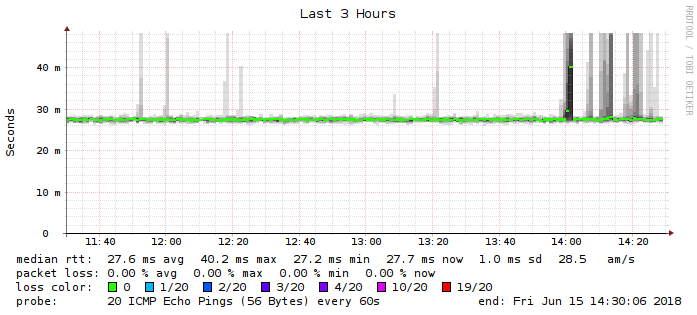 Last 3 Hours
RRDTOOL / TOBI OETIKER
Seconds
40 m
30 m
20 m
10 m
0
11:40 12:00 12:20 12:40 13:00 13:20 13:40 14:00 14:20
median rtt: 27.6 ms avg 40.2 ms max 27.2 ms min 27.7 ms now 1.0 ms sd 28.5 am/s
packet loss: 0.00 % avg 0.00 % max 0.00 % min 0.00 % now
loss color: 0 1/20 2/20 3/20 4/20 10/20 19/20
probe: 20 ICMP Echo Pings (56 Bytes) every 60s end: Fri Jun 15 14:30:06 2018